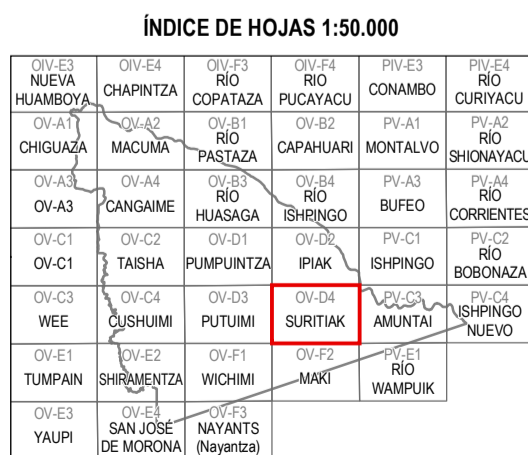 ÍNDICE DE HOJAS 1:50.000
OIV-E3
NUEVA
HUAMBOYA
OIV-E4
CHAPINTZA
OIV-F3
RÍO
COPATAZA
OIV-F4
RÍO
PUCAYACU
PIV-E3
CONAMBO
PIV-E4
RÍO
CURIYACU
OV-A1
CHIGUAZA
OV-A2
MACUMA
OV-B1
RÍO
PASTAZA
OV-B2
CAPAHUARI
PV-A1
MONTALVO
PV-A2
RÍO
SHIONAYACU
OV-A3
OV-A3
OV-A4
CANGAIME
OV-B3
RÍO
HUASAGA
OV-B4
RÍO
ISHPINGO
PV-A3
BUFEO
PV-A4
RÍO
CORRIENTES
OV-C1
OV-C1
OV-C2
TAISHA
OV-D1
PUMPUINTZA
OV-D2
IPIAK
PV-C1
ISHPINGO
PV-C2
RÍO
BOBONAZA
OV-C3
WEE
OV-C4
CUSHUIMI
OV-D3
PUTUIMI
OV-D4
SURITIAK
PV-C3
AMUNTAI
PV-C4
ISHPINGO
NUEVO
OV-E1
TUMPAIN
OV-E2
SHIRAMENTZA
OV-F1
WICHIMI
OV-F2
MAKI
PV-E1
RÍO
WAMPUIK
OV-E3
YAUPI
OV-E4
SAN JOSÉ
DE MORONA
OV-F3
NAYANTS
(Nayantza)